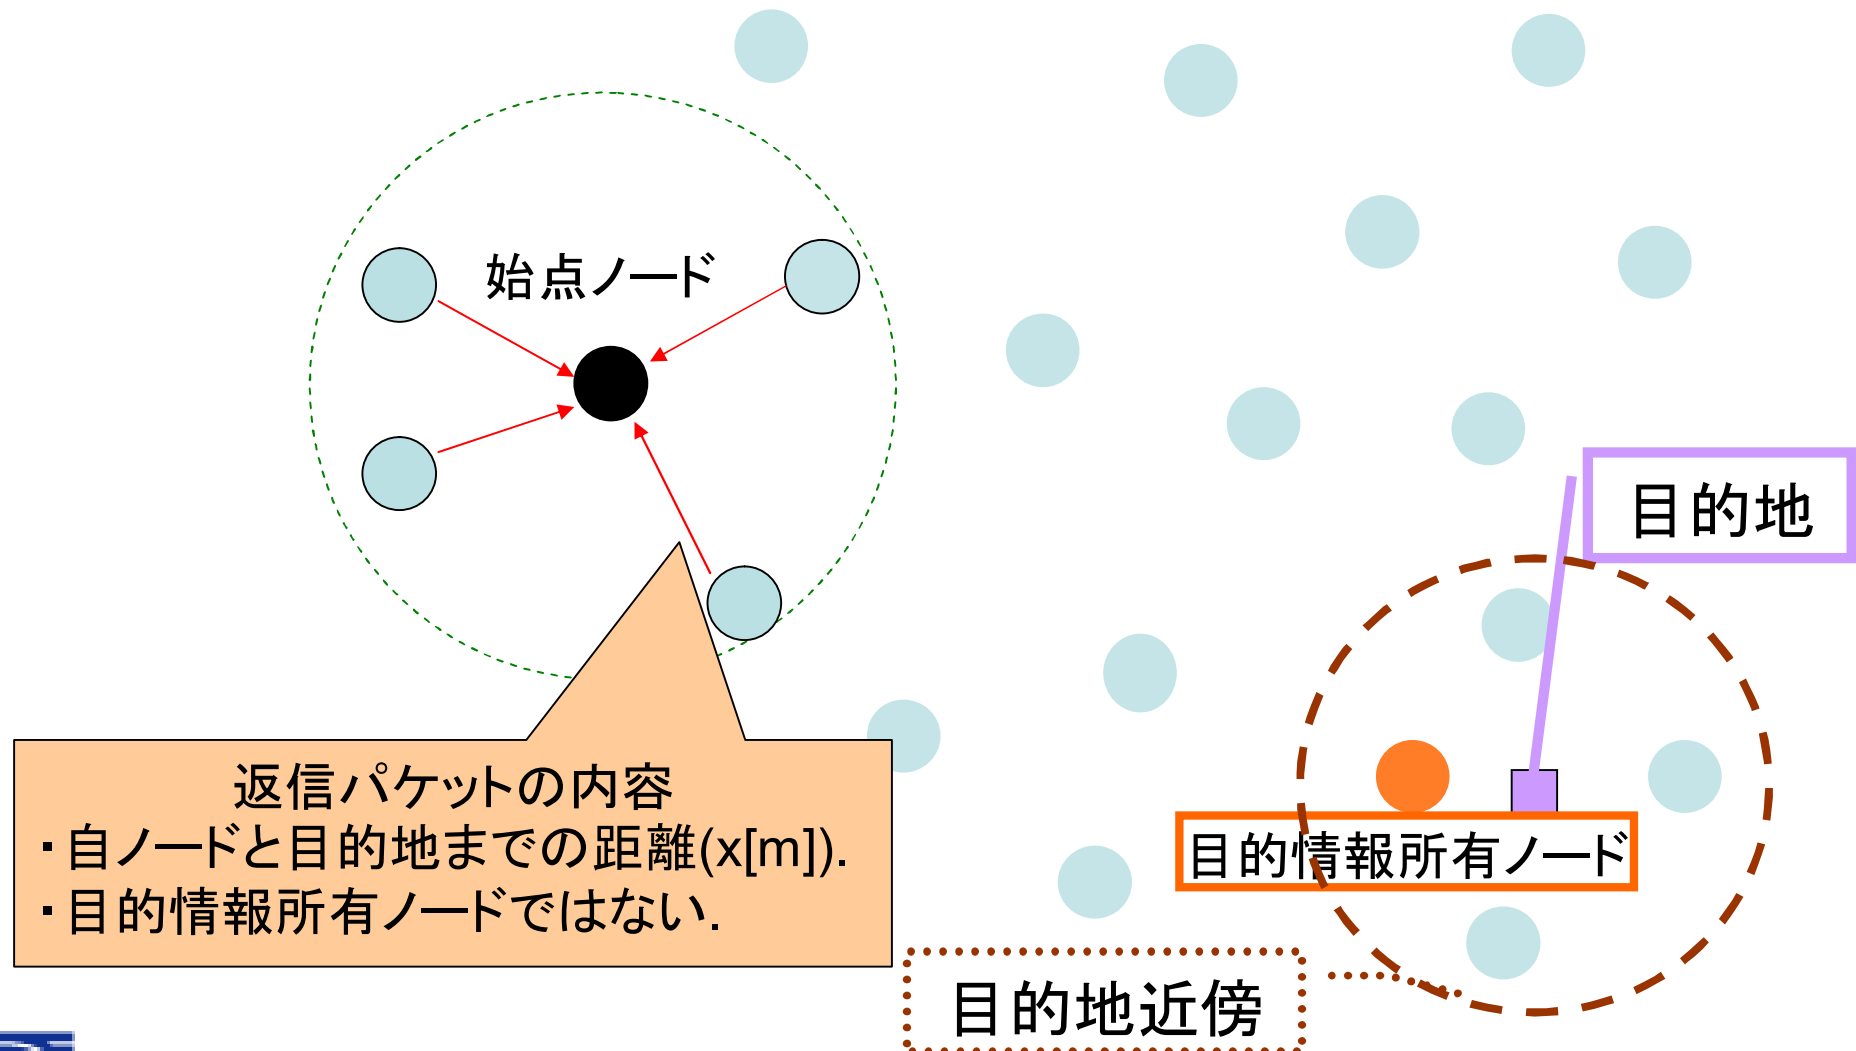 始点ノード
目的地
返信パケットの内容
・自ノードと目的地までの距離(x[m]).
・目的情報所有ノードではない.
目的情報所有ノード
目的地近傍